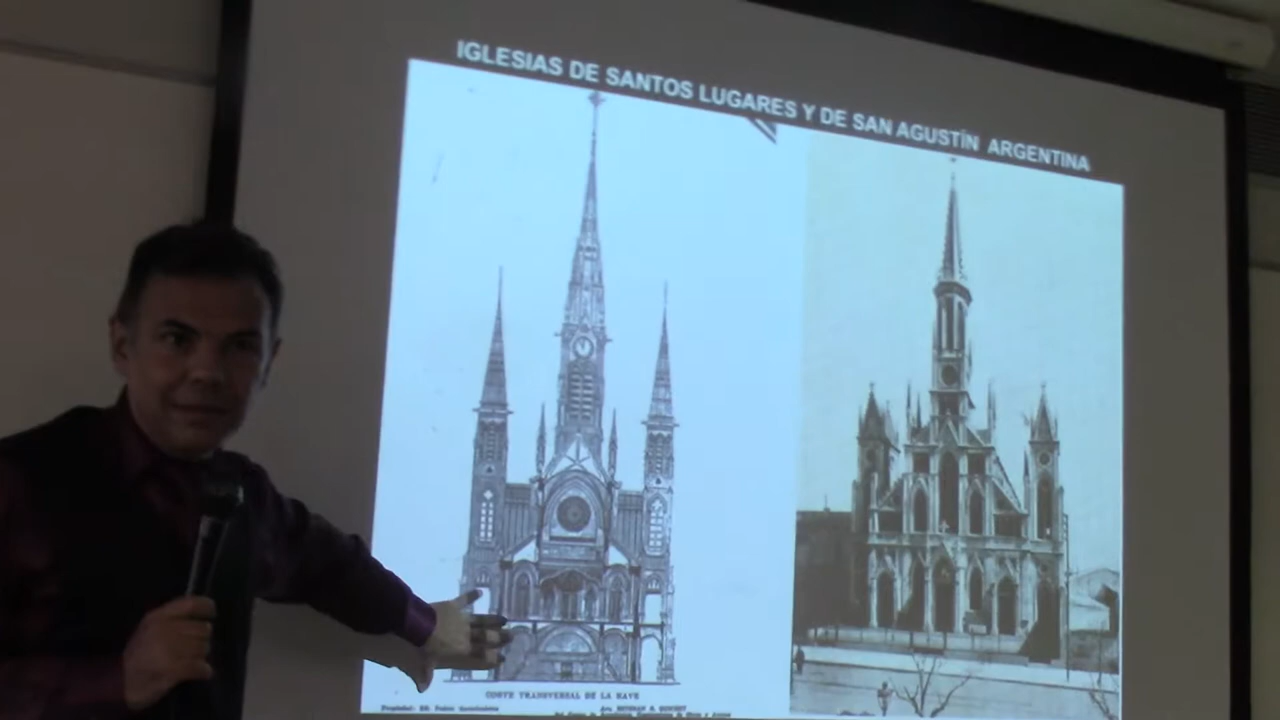 IGLESIAS DE SANTOS LUGARES Y DE SAN AGUSTÍN ARGENTINA
CORTE TRANSVERSAL DE LA NAVE